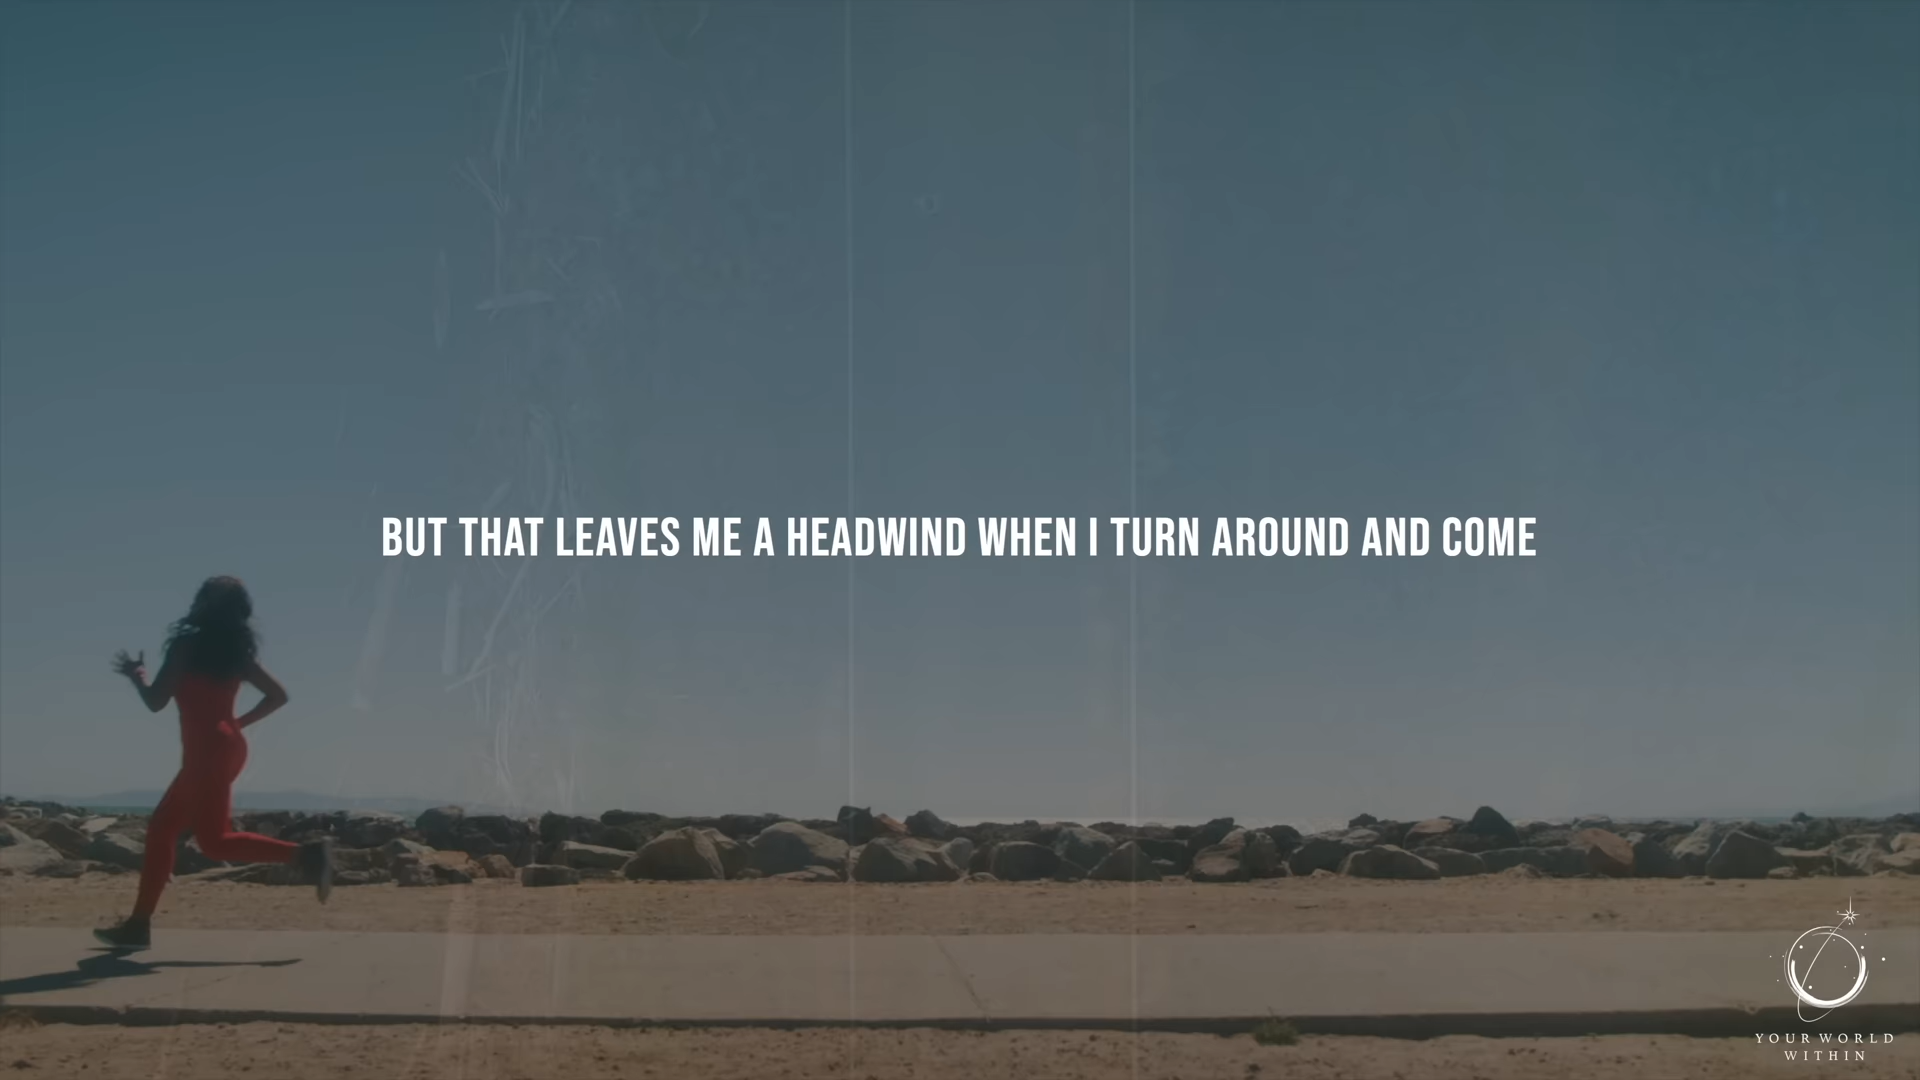 BUT THAT LEAVES ME A HEADWIND WHEN I TURN AROUND AND COME
YOUR WORLD
WITHIN